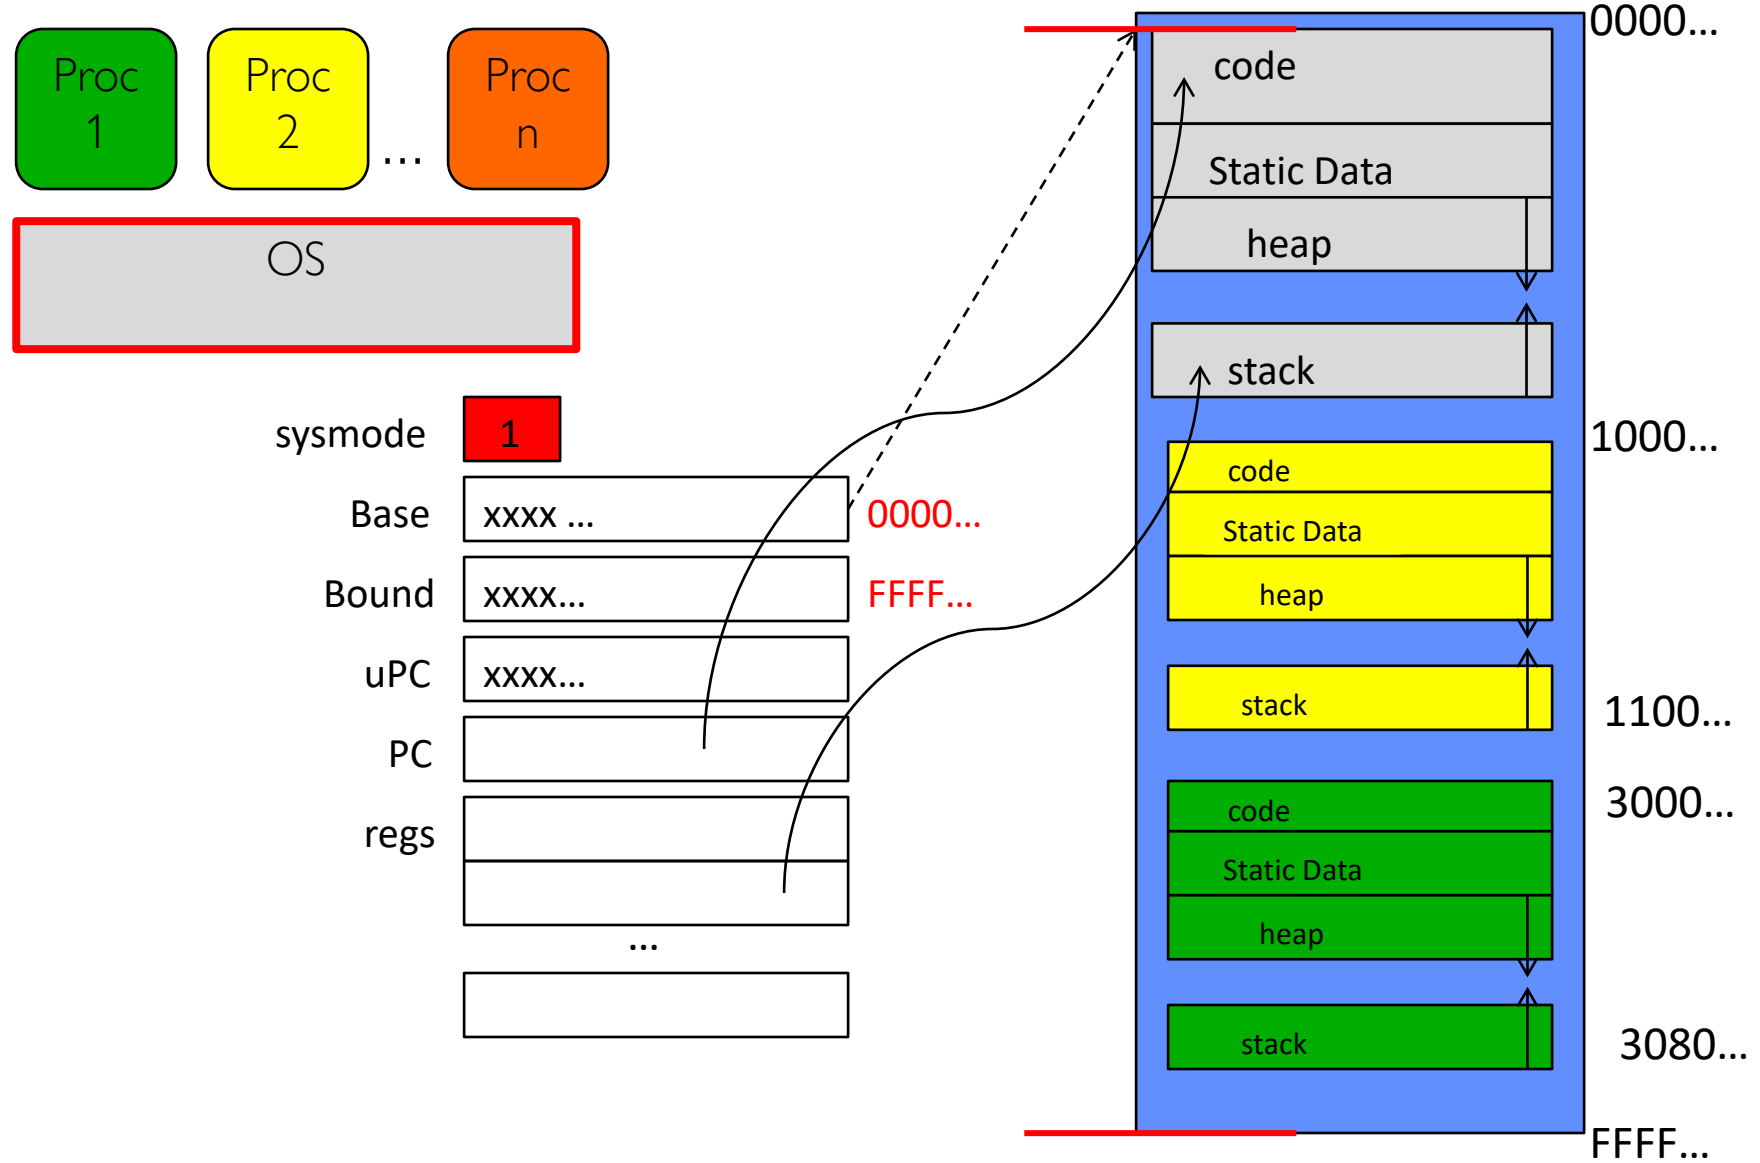 Proc
1
Proc
2
...
Proc
n
OS
sysmode
1
Base
xxxx ...
0000...
Bound
xxxx...
FFFF...
uPC
xxxx...
PC
regs
...
0000...
code
Static Data
heap
stack
1000...
code
Static Data
heap
stack
1100...
3000...
code
Static Data
heap
stack
3080...
FFFF...